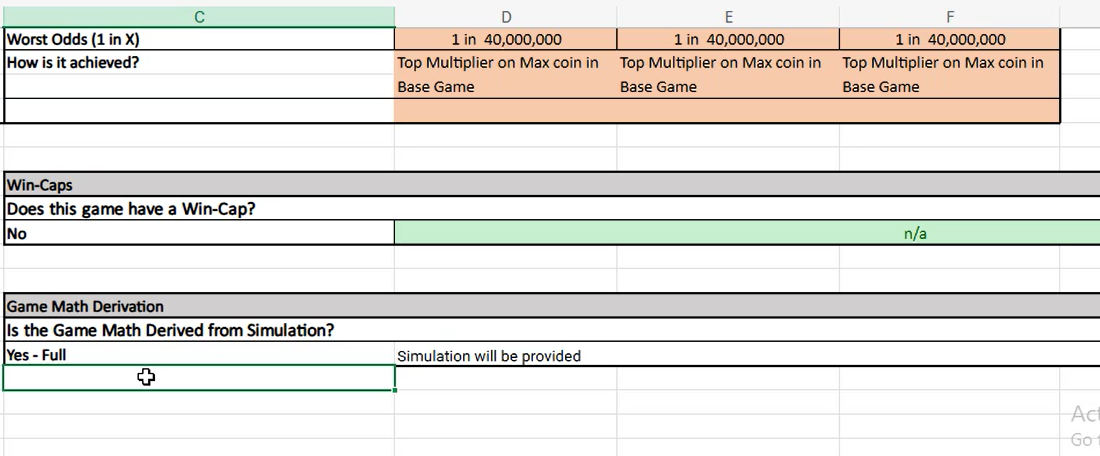 C D E F
Worst Odds (1 in X) 1 in 40,000,000 1 in 40,000,000 1 in 40,000,000
How is it achieved? Top Multiplier on Max coin in Top Multiplier on Max coin in Top Multiplier on Max coin in
Base Game Base Game Base Game
Win-Caps
Does this game have a Win-Cap?
No n/a
Game Math Derivation
Is the Game Math Derived from Simulation?
Yes - Full Simulation will be provided
Go